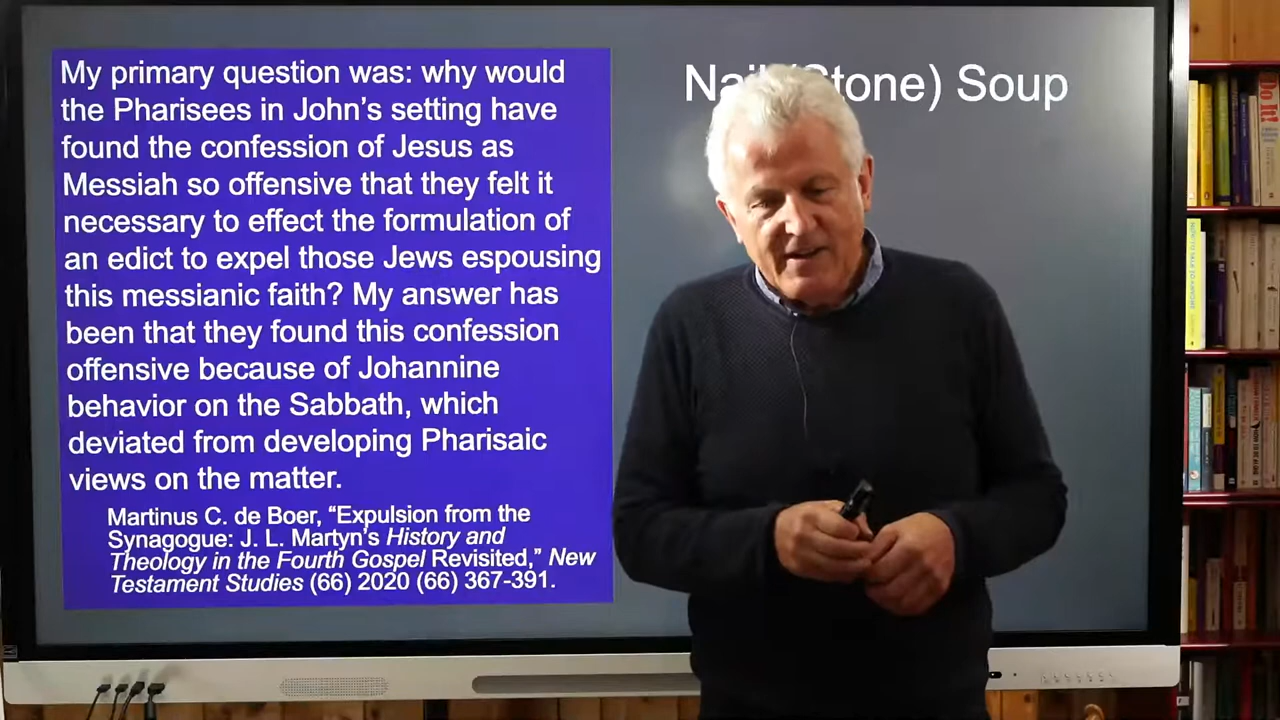 My primary question was: why would
the Pharisees in John's setting have
found the confession of Jesus as
Messiah so offensive that they felt it
necessary to effect the formulation of
an edict to expel those Jews espousing
this messianic faith? My answer has
been that they found this confession
offensive because of Johannine
behavior on the Sabbath, which
deviated from developing Pharisaic
views on the matter.
Martinus C. de Boer, “Expulsion from the
Synagogue: J. L. Martyn's History and
Theology in the Fourth Gospel Revisited,” New
Testament Studies (66) 2020 (66) 367-391.
(Stone) Soup
Do It!